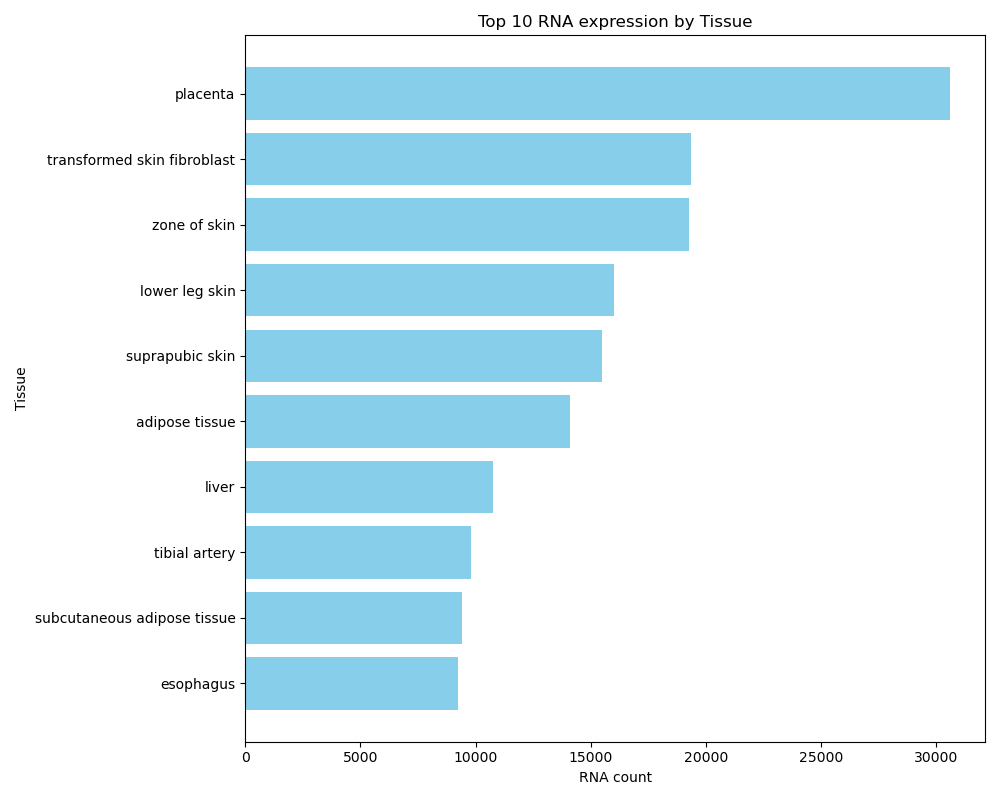 Top 10 RNA expression by Tissue
placenta
transformed skin fibroblast
zone of skin
lower leg skin
suprapubic skin
adipose tissue
liver
tibial artery
subcutaneous adipose tissue
esophagus
Tissue
0 5000 10000 15000 20000 25000 30000
RNA count